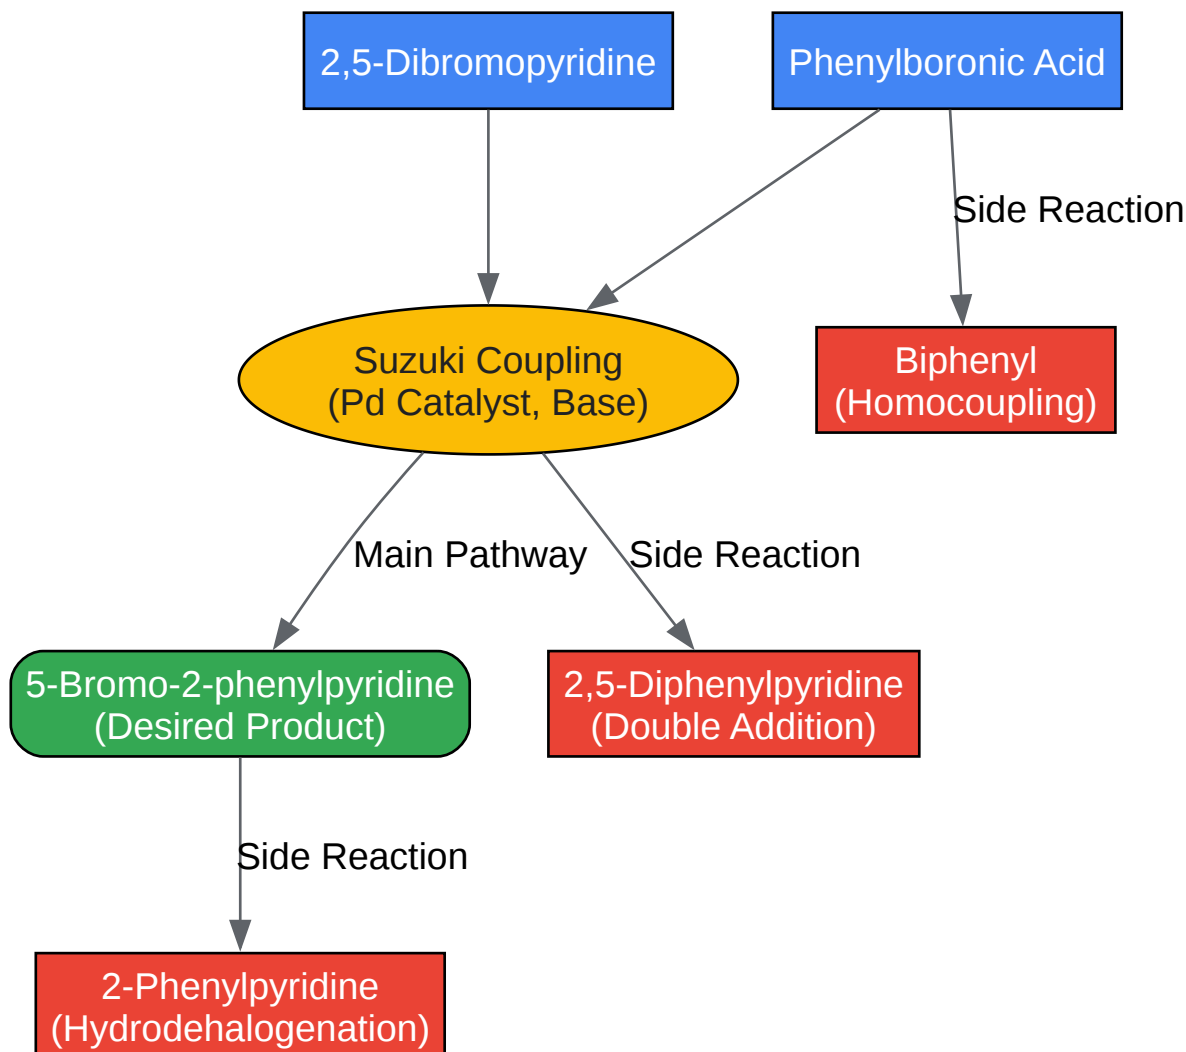 2,5-Dibromopyridine
Phenylboronic Acid
Side Reaction
Suzuki Coupling
(Pd Catalyst, Base)
Biphenyl
(Homocoupling)
Main Pathway
Side Reaction
5-Bromo-2-phenylpyridine
(Desired Product)
2,5-Diphenylpyridine
(Double Addition)
Side Reaction
2-Phenylpyridine
(Hydrodehalogenation)